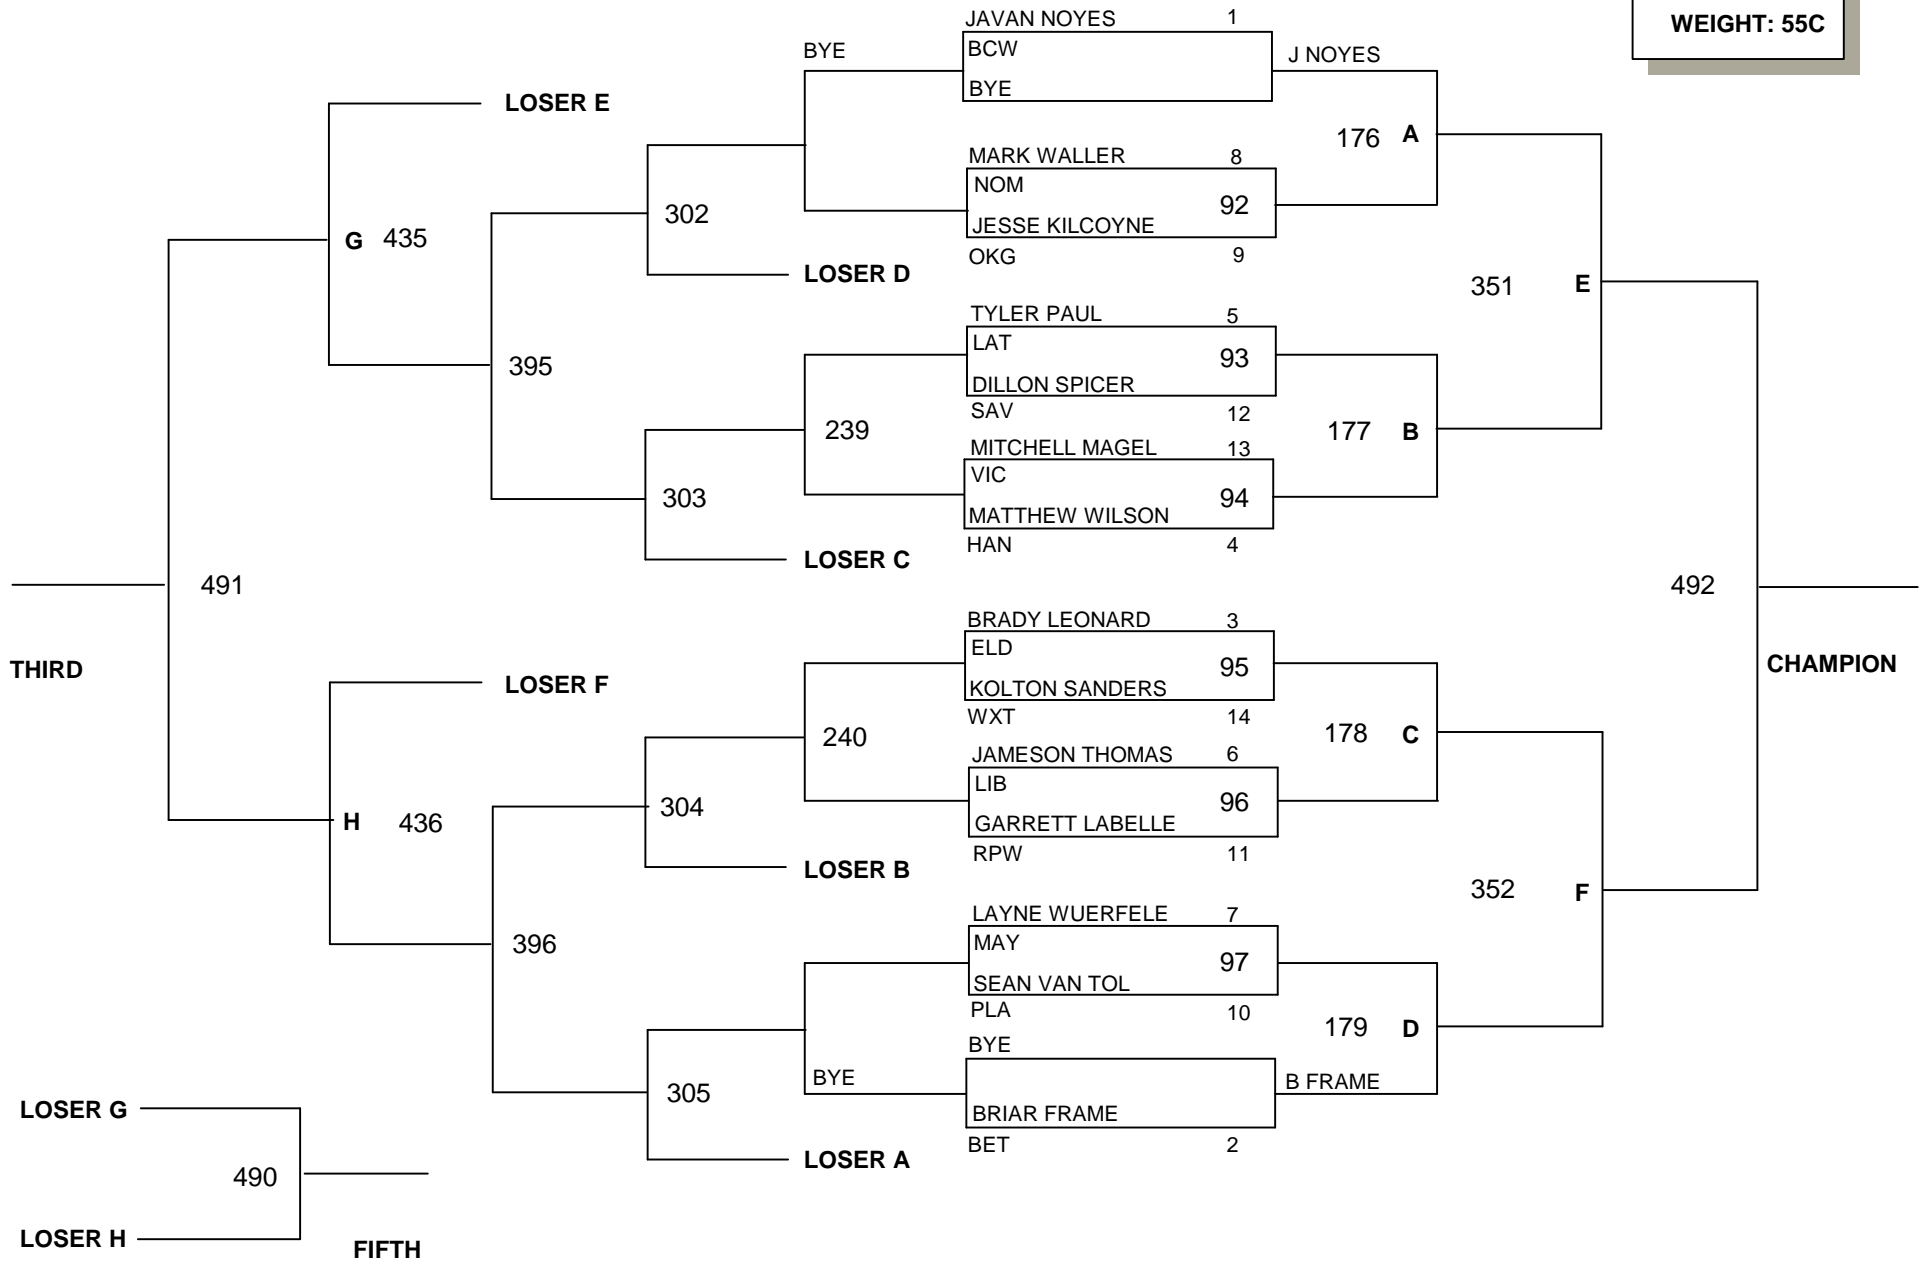 WEIGHT: 55C
JAVAN NOYES 1
BYE
BCW
J NOYES
BYE
LOSER E
176 A
MARK WALLER 8
NOM
92
JESSE KILCOYNE
OKG 9
302
G 435
LOSER D
351 E
TYLER PAUL 5
LAT
93
DILLON SPICER
SAV 12
395
239
177 B
MITCHELL MAGEL 13
VIC
94
MATTHEW WILSON
HAN 4
303
LOSER C
491
492
THIRD
CHAMPION
BRADY LEONARD 3
ELD
95
KOLTON SANDERS
WXT 14
LOSER F
240
178 C
JAMESON THOMAS 6
LIB
96
GARRETT LABELLE
RPW 11
304
H 436
LOSER B
352 F
LAYNE WUERFELE 7
MAY
97
SEAN VAN TOL
PLA 10
396
179 D
BYE
BYE
B FRAME
BRIAR FRAME
BET 2
305
LOSER A
LOSER G
490
LOSER H
FIFTH